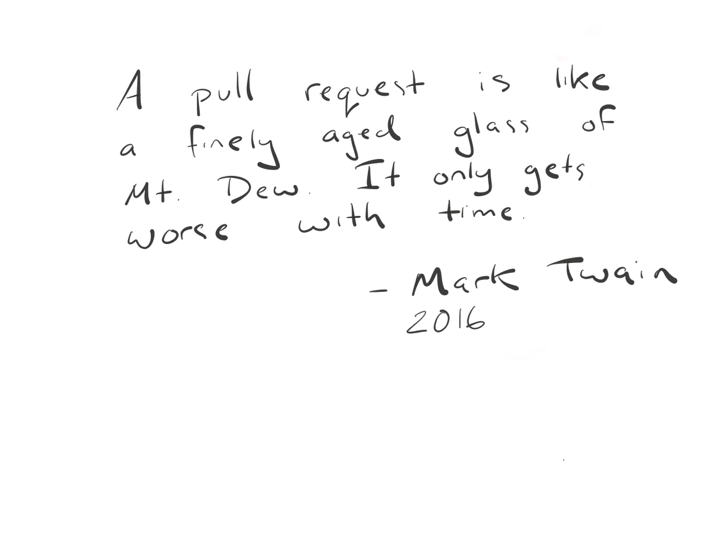 A pull request is like
a finely aged glass of
Mt. Dew. It only gets
worse with time.
- Mark Twain
2016